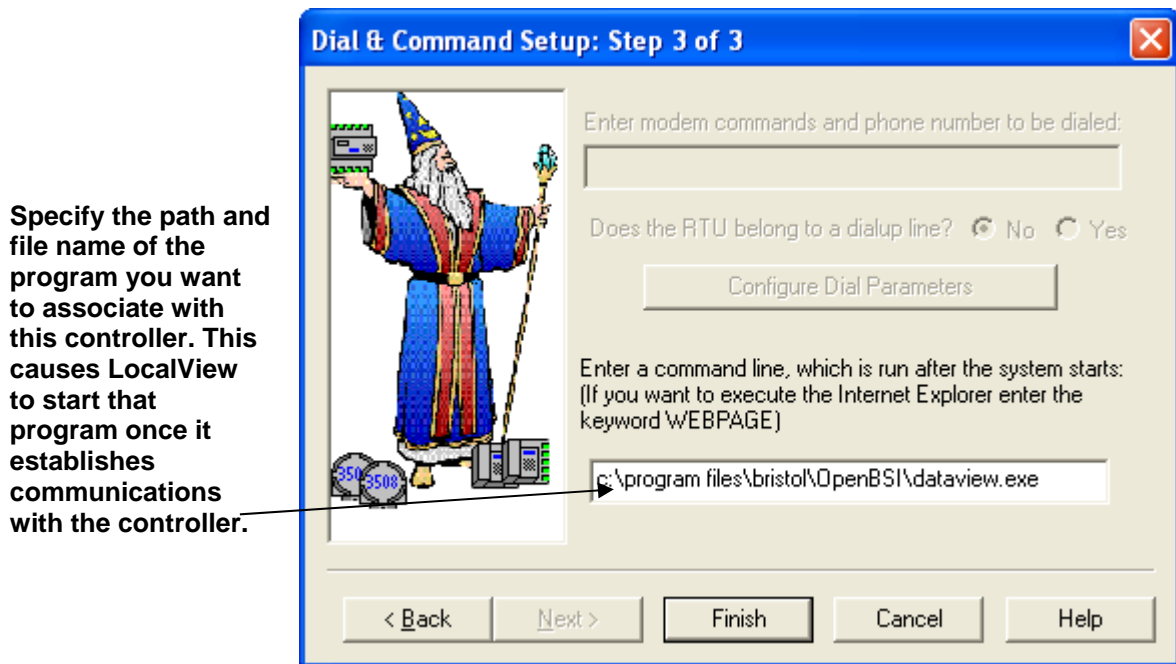 Dial & Command Setup: Step 3 of 3
Enter modem commands and phone number to be dialed:
Does the RTU belong to a dialup line? No Yes
Configure Dial Parameters
Specify the path and
file name of the
program you want
to associate with
this controller. This
causes LocalView
to start that
program once it
establishes
communications
with the controller.
Enter a command line, which is run after the system starts:
(If you want to execute the Internet Explorer enter the
keyword WEBPAGE)
350
3508
c:\program files\bristol\OpenBSI\dataview.exe
< Back Next > Finish Cancel Help